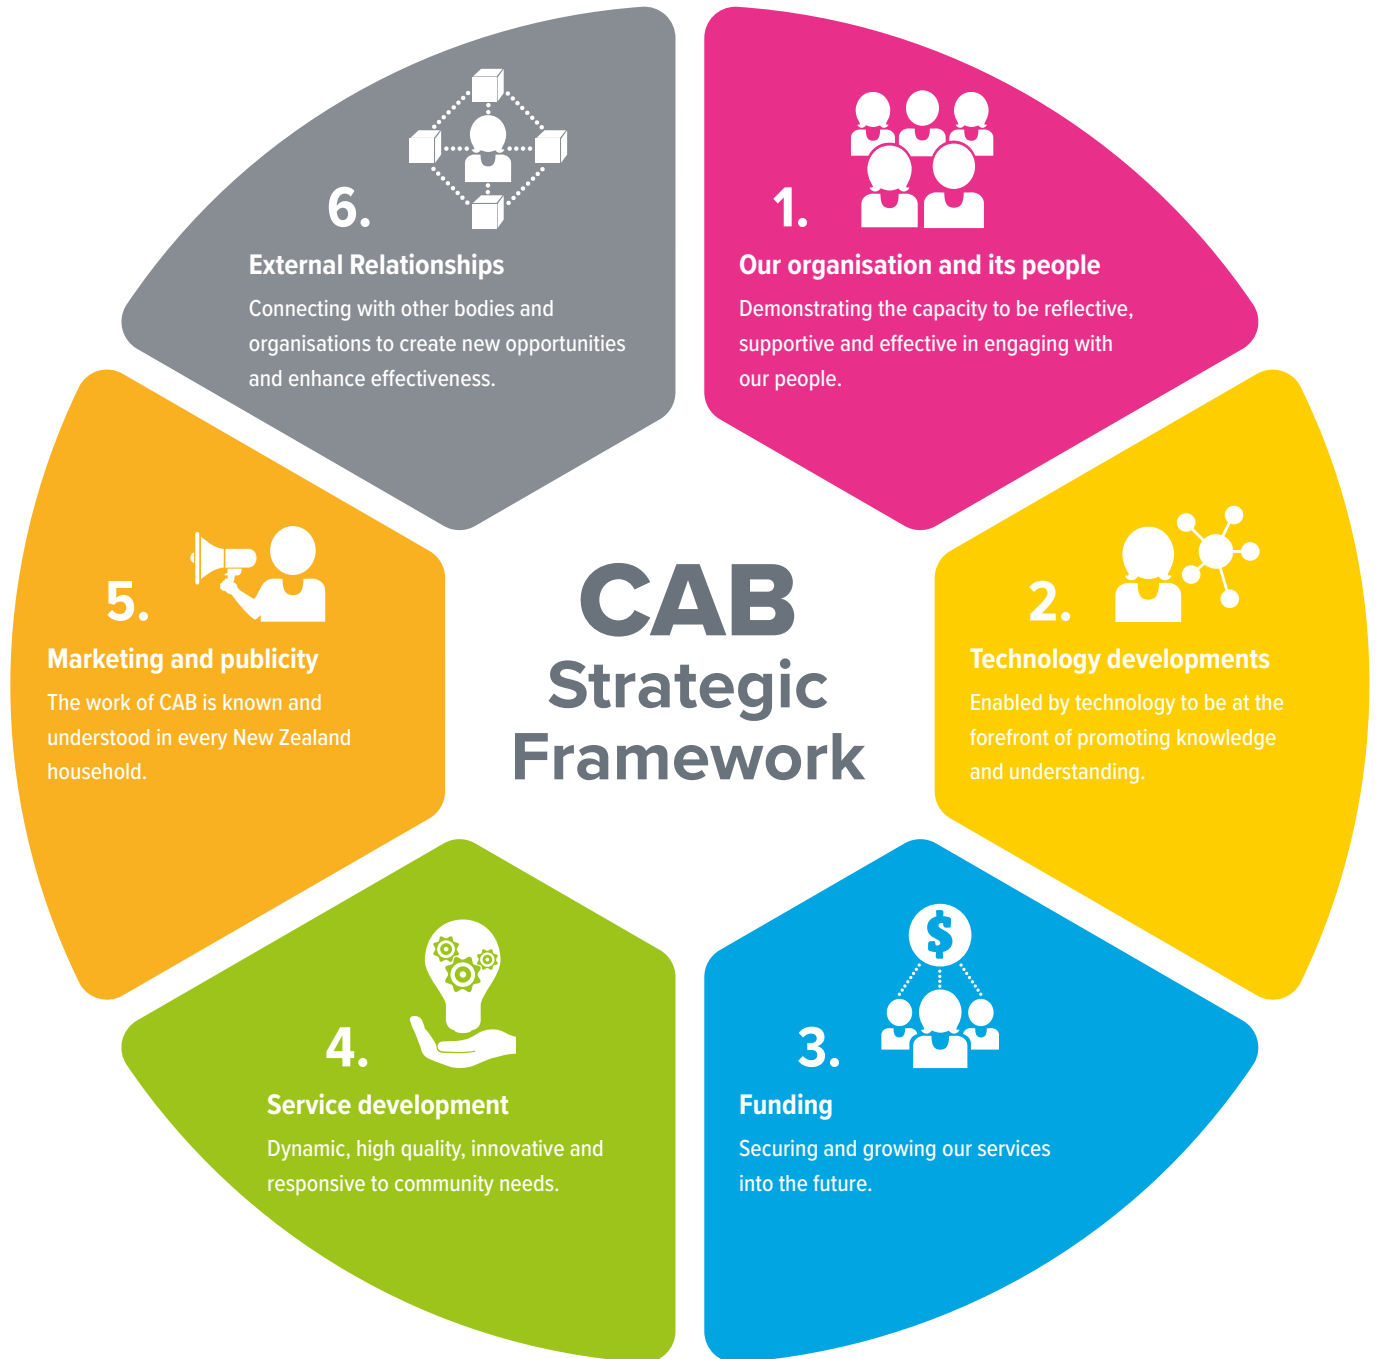 CAB
Strategic
Framework
1.
Our organisation and its people
Demonstrating the capacity to be reflective,
supportive and effective in engaging with
our people.
2.
Technology developments
Enabled by technology to be at the
forefront of promoting knowledge
and understanding.
3.
$
Funding
Securing and growing our services
into the future.
4.
Service development
Dynamic, high quality, innovative and
responsive to community needs.
5.
Marketing and publicity
The work of CAB is known and
understood in every New Zealand
household.
6.
External Relationships
Connecting with other bodies and
organisations to create new opportunities
and enhance effectiveness.